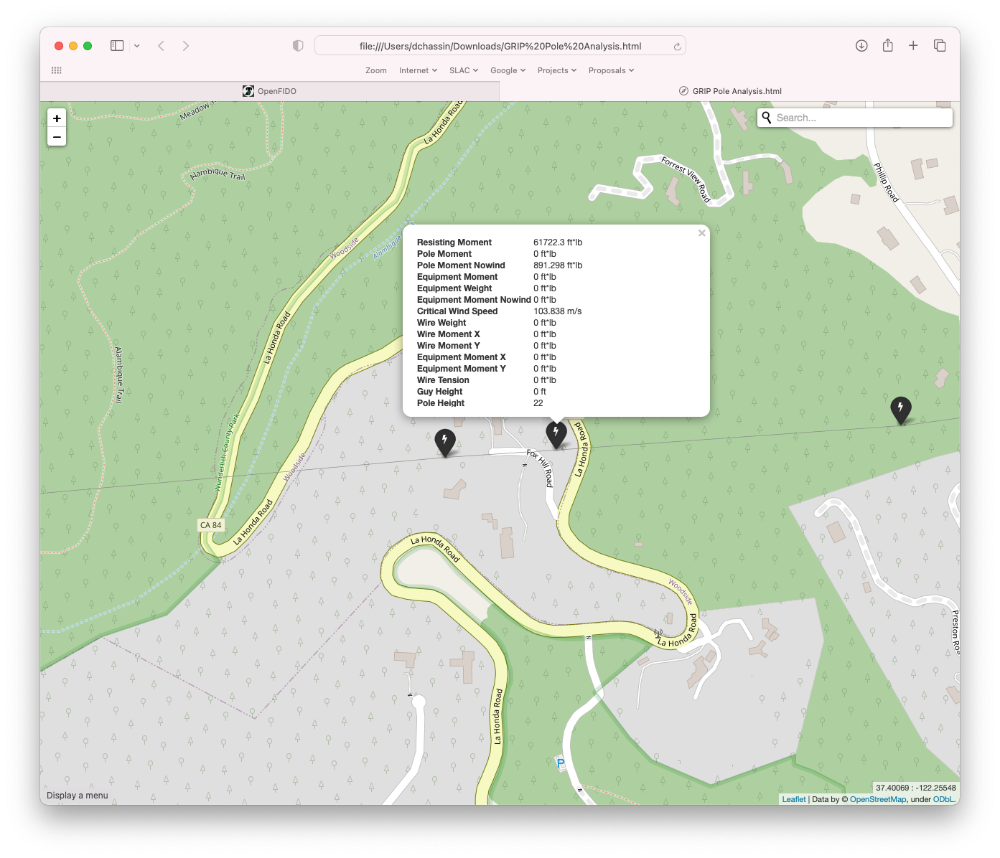 file:///Users/dchassin/Downloads/GRIP%20Pole%20Analysis.html
Zoom Internet SLAC Google Projects Proposals
OpenFIDO
GRIP Pole Analysis.html
+
−
Search...
Meadow
La Honda Road
Alambique Trail
Forrest View Road
Phillip Road
Woodside
Alambique
Resisting Moment 61722.3 ft*lb
Pole Moment 0 ft*lb
Pole Moment Nowind 891.298 ft*lb
Equipment Moment 0 ft*lb
Equipment Weight 0 ft*lb
Equipment Moment Nowind 0 ft*lb
Critical Wind Speed 103.838 m/s
Wire Weight 0 ft*lb
Wire Moment X 0 ft*lb
Wire Moment Y 0 ft*lb
Equipment Moment X 0 ft*lb
Equipment Moment Y 0 ft*lb
Wire Tension 0 ft*lb
Guy Height 0 ft
Pole Height 22
×
La Honda Road
Alambique Trail
Wunderlich County Park
Woodside
Fox Hill Road
La Honda Road
La Honda Road
CA 84
La Honda Road
Woodside
La Honda Road
Preston Roa
La Honda Road
P
Display a menu
37.40069 : -122.25548
Leaflet | Data by © OpenStreetMap, under ODbL.